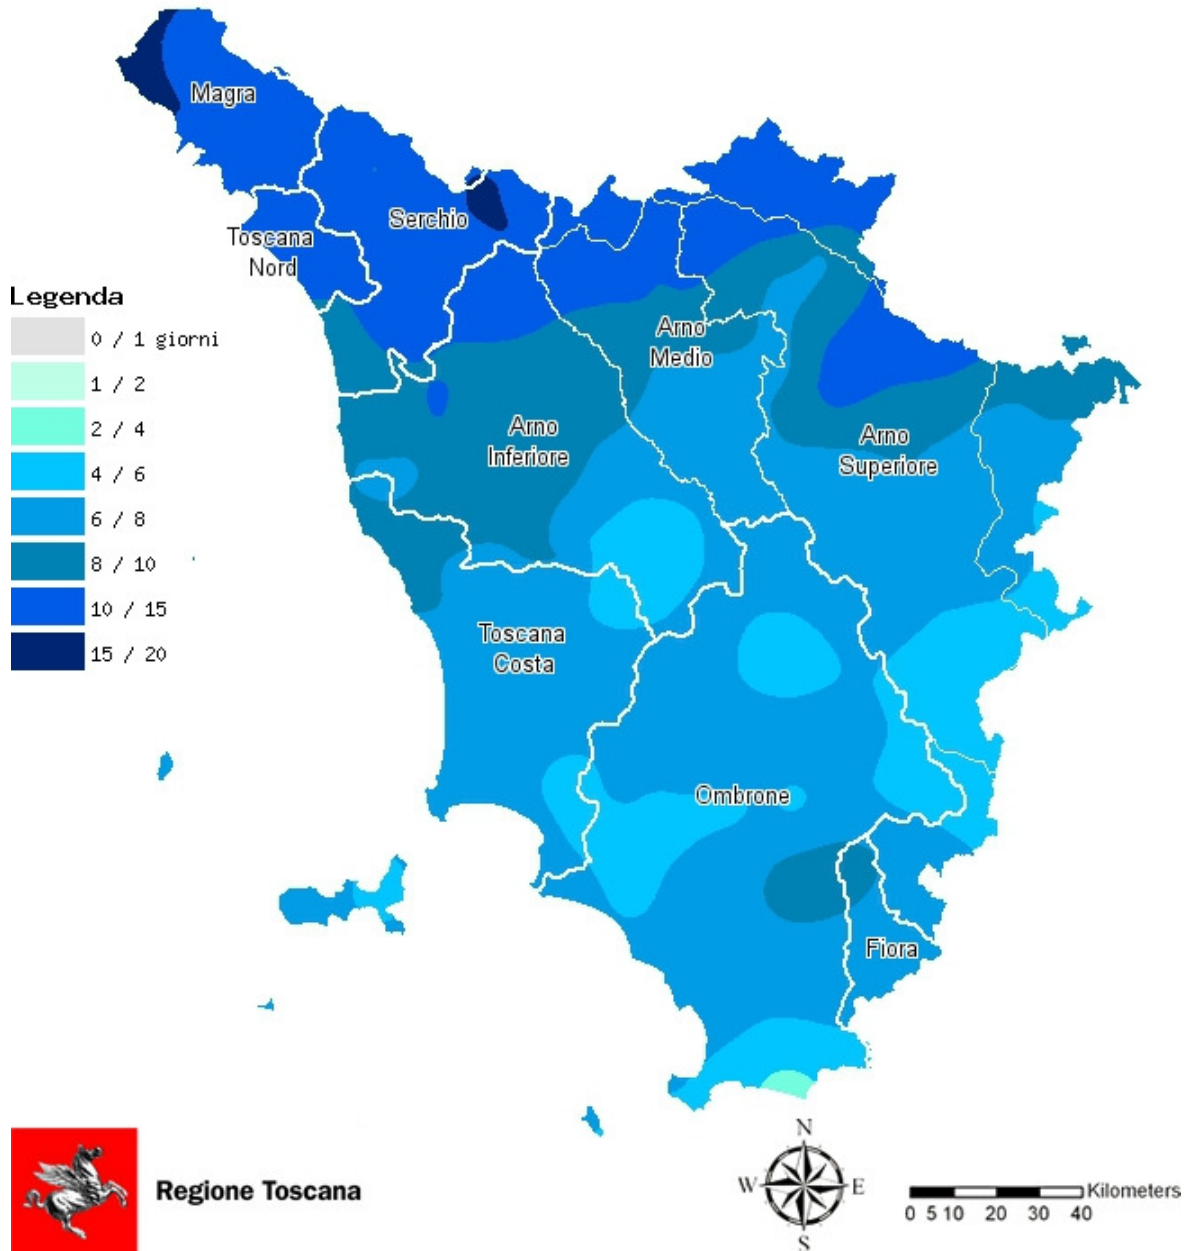 Magra
Serchio
Toscana
Nord
Legenda
0 / 1 giorni
1 / 2
2 / 4
4 / 6
6 / 8
8 / 10
10 / 15
15 / 20
Arno
Medio
Arno
Inferiore
Arno
Superiore
Toscana
Costa
Ombrone
Fiora
Regione Toscana
N
W
E
S
Kilometers
0 5 10 20 30 40